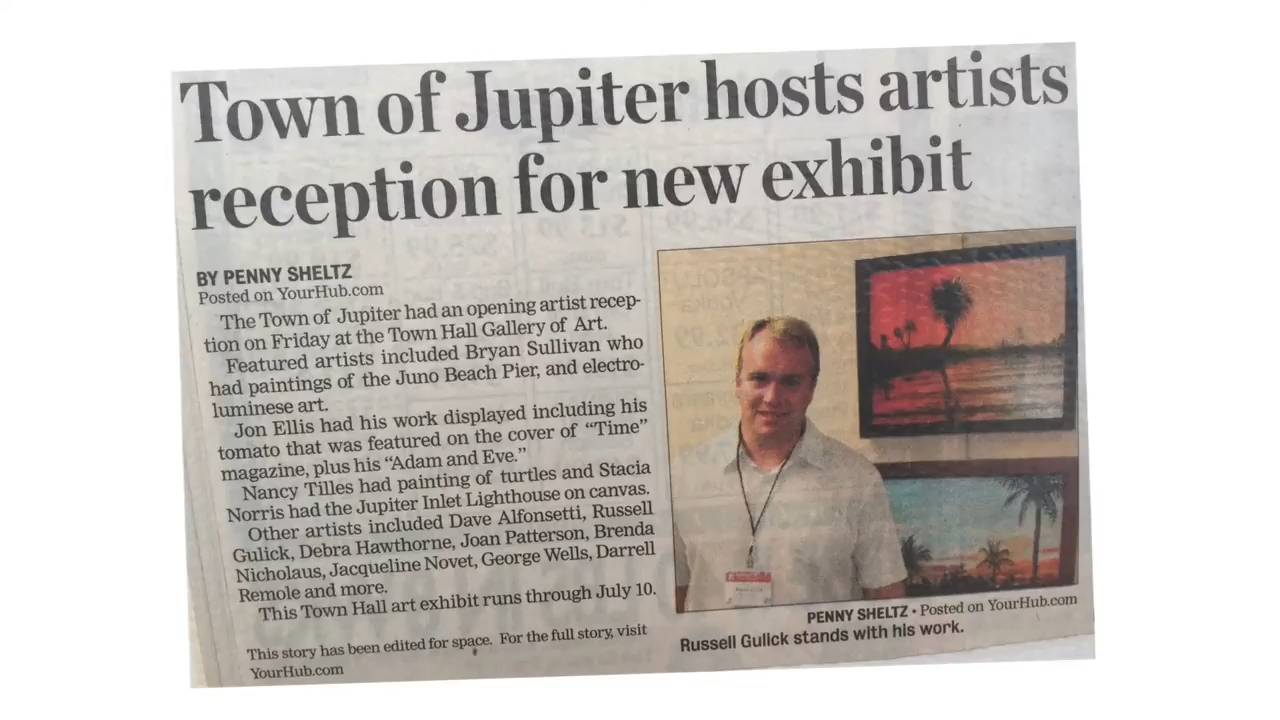 Town of Jupiter hosts artists
reception for new exhibit
BY PENNY SHELTZ
Posted on YourHub.com
The Town of Jupiter had an opening artist recep-
tion on Friday at the Town Hall Gallery of Art.
Featured artists included Bryan Sullivan who
had paintings of the Juno Beach Pier, and electro-
luminese art.
Jon Ellis had his work displayed including his
tomato that was featured on the cover of “Time”
magazine, plus his “Adam and Eve.”
Nancy Tilles had painting of turtles and Stacia
Norris had the Jupiter Inlet Lighthouse on canvas.
Other artists included Dave Alfonsetti, Russell
Gulick, Debra Hawthorne, Joan Patterson, Brenda
Nicholaus, Jacqueline Novet, George Wells, Darrell
Remole and more.
This Town Hall art exhibit runs through July 10.
This story has been edited for space. For the full story, visit
YourHub.com
PENNY SHELTZ • Posted on YourHub.com
Russell Gulick stands with his work.